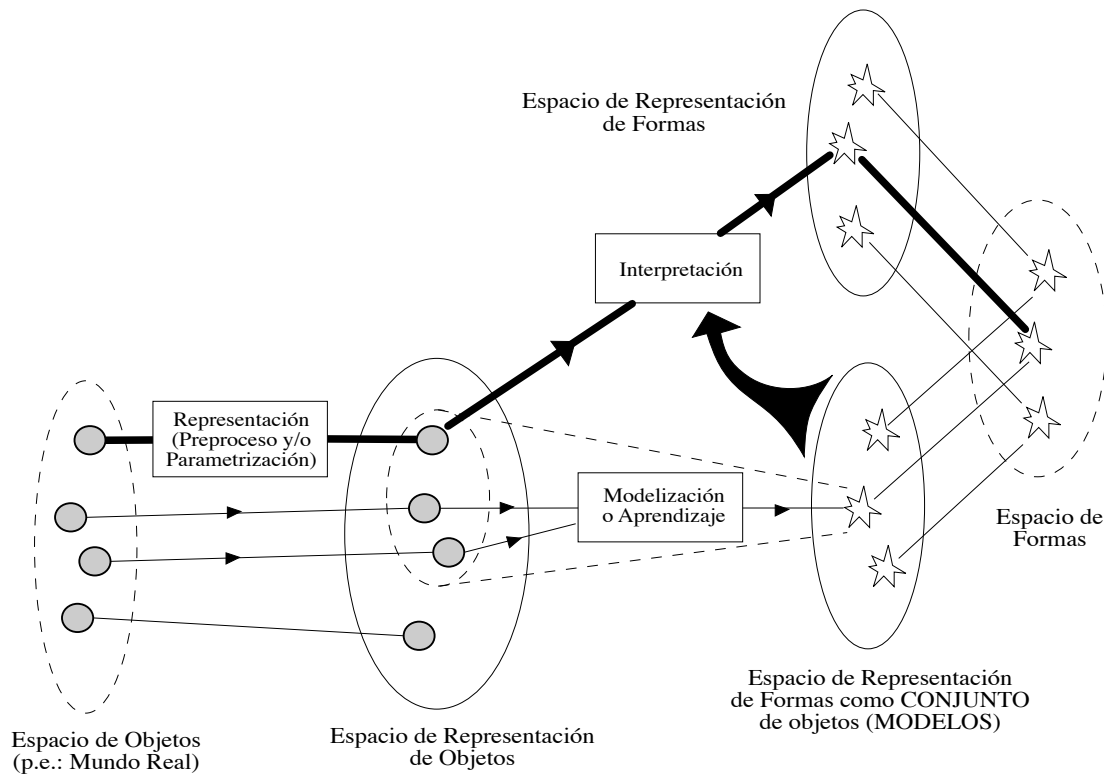 Espacio de Representación
de Formas
Interpretación
Representación
(Preproceso y/o
Parametrización)
Modelización
o Aprendizaje
Espacio de
Formas
Espacio de Representación
de Formas como CONJUNTO
de objetos (MODELOS)
Espacio de Objetos
(p.e.: Mundo Real)
Espacio de Representación
de Objetos